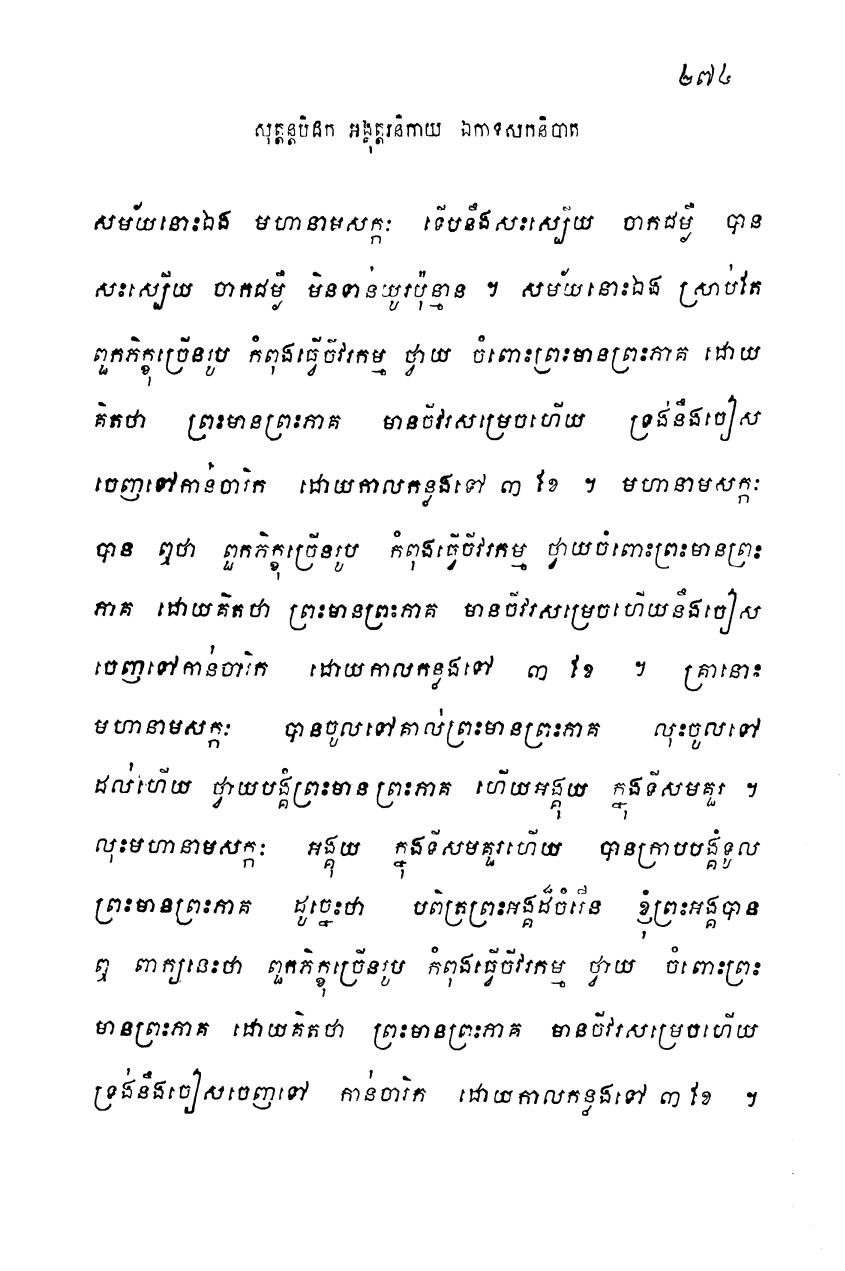 ២៧៤
សុត្តន្តបិដក អង្គុត្តរនិកាយ ឯកាទសកនិបាត
សម័យនោះឯង មហានាមសក្កៈ ទើបនឹងសះស្បើយ ចាកជម្ងឺ បាន
សះស្បើយ ចាកជម្ងឺ មិនទាន់យូរប៉ុន្មាន ។ សម័យនោះឯង ស្រាប់តែ
ពួកភិក្ខុច្រើនរូប កំពុងធ្វើចីវរកម្ម ថ្វាយ ចំពោះព្រះមានព្រះភាគ ដោយ
គិតថា ព្រះមានព្រះភាគ មានចីវរសម្រេចហើយ ទ្រង់នឹងចៀស
ចេញទៅកាន់ចារិក ដោយកាលកន្លងទៅ ៣ ខែ ។ មហានាមសក្កៈ
បាន ឮថា ពួកភិក្ខុច្រើនរូប កំពុងធ្វើចីវរកម្ម ថ្វាយចំពោះព្រះមានព្រះ
ភាគ ដោយគិតថា ព្រះមានព្រះភាគ មានចីវរសម្រេចហើយនឹងចៀស
ចេញទៅកាន់ចារិក ដោយកាលកន្លងទៅ ៣ ខែ ។ គ្រានោះ
មហានាមសក្កៈ បានចូលទៅគាល់ព្រះមានព្រះភាគ លុះចូលទៅ
ដល់ហើយ ថ្វាយបង្គំព្រះមានព្រះភាគ ហើយអង្គុយ ក្នុងទីសមគួរ ។
លុះមហានាមសក្កៈ អង្គុយ ក្នុងទីសមគួរហើយ បានក្រាបបង្គំទូល
ព្រះមានព្រះភាគ ដូច្នេះថា បពិត្រព្រះអង្គដ៏ចំរើន ខ្ញុំព្រះអង្គបាន
ឮ ពាក្យនេះថា ពួកភិក្ខុច្រើនរូប កំពុងធ្វើចីវរកម្ម ថ្វាយ ចំពោះព្រះ
មានព្រះភាគ ដោយគិតថា ព្រះមានព្រះភាគ មានចីវរសម្រេចហើយ
ទ្រង់នឹងចៀសចេញទៅ កាន់ចារិក ដោយកាលកន្លងទៅ ៣ ខែ ។